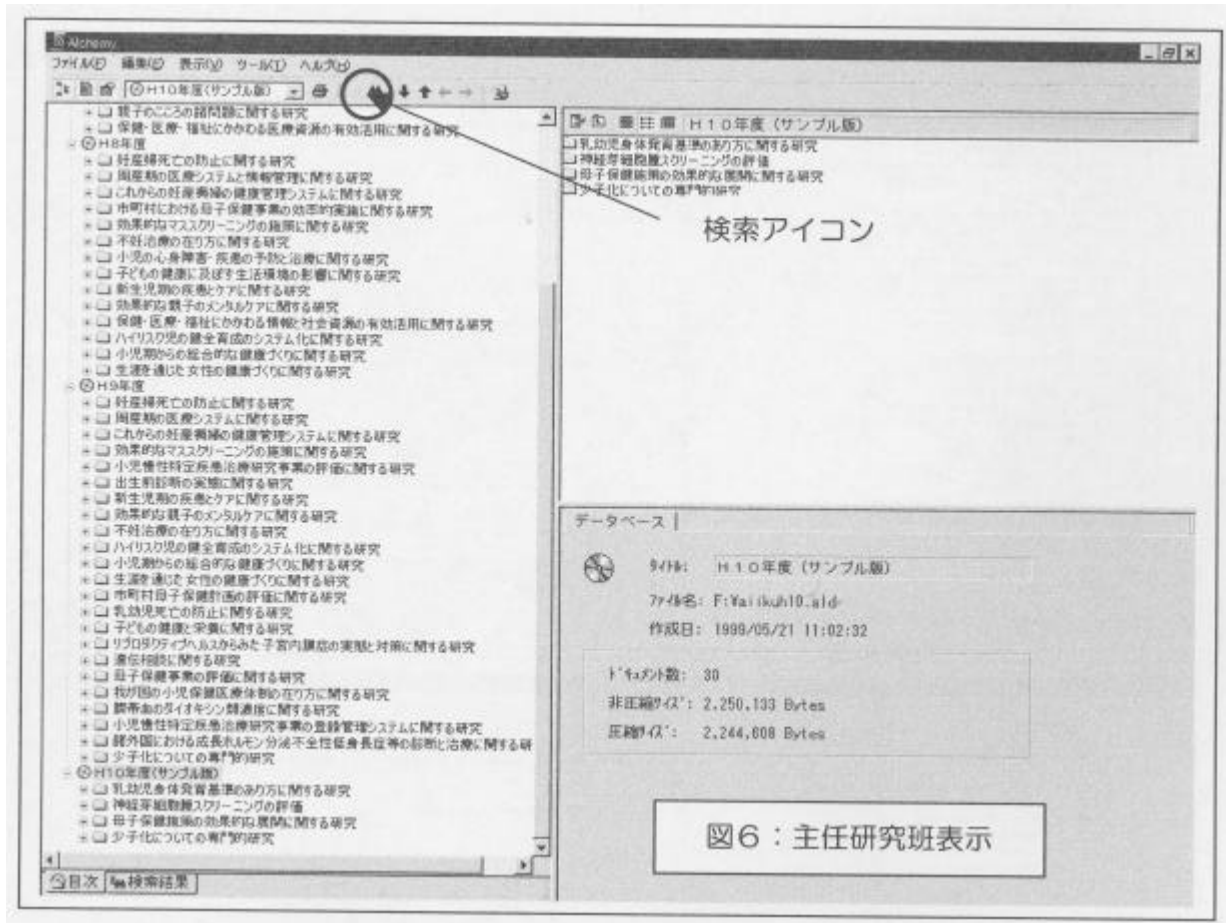 Alchemy
ファイル(F) 編集(E) 表示(V) ツール(T) ヘルプ(H)
H10年度(サンプル版)
親子のこころの諸問題に関する研究
保健・医療・福祉にかかわる医療資源の有効活用に関する研究
H8年度
妊産婦死亡の防止に関する研究
周産期の医療システムと情報管理に関する研究
これからの妊産褥婦の健康管理システムに関する研究
市町村における母子保健事業の効率的実施に関する研究
効果的なマススクリーニングの施策に関する研究
不妊治療の在り方に関する研究
小児の心身障害・疾患の予防と治療に関する研究
子どもの健康に及ぼす生活環境の影響に関する研究
新生児期の疾患とケアに関する研究
効果的な親子のメンタルケアに関する研究
保健・医療・福祉にかかわる情報と社会資源の有効活用に関する研究
ハイリスク児の健全育成のシステム化に関する研究
小児期からの総合的な健康づくりに関する研究
生涯を通じた女性の健康づくりに関する研究
H9年度
妊産婦死亡の防止に関する研究
周産期の医療システムに関する研究
これからの妊産褥婦の健康管理システムに関する研究
効果的なマススクリーニングの施策に関する研究
小児慢性特定疾患治療研究事業の評価に関する研究
出生前診断の実態に関する研究
新生児期の疾患とケアに関する研究
効果的な親子のメンタルケアに関する研究
不妊治療の在り方に関する研究
ハイリスク児の健全育成のシステム化に関する研究
小児期からの総合的な健康づくりに関する研究
生涯を通じた女性の健康づくりに関する研究
市町村母子保健計画の評価に関する研究
乳幼児死亡の防止に関する研究
子どもの健康と栄養に関する研究
リプロダクティブヘルスからみた子宮内膜症の実態と対策に関する研究
遺伝相談に関する研究
母子保健事業の評価に関する研究
我が国の小児保健医療体制の在り方に関する研究
臍帯血のダイオキシン類濃度に関する研究
小児慢性特定疾患治療研究事業の登録管理システムに関する研究
諸外国における成長ホルモン分泌不全性低身長症等の診断と治療に関する研
少子化についての専門的研究
H10年度(サンプル版)
乳幼児身体発育基準のあり方に関する研究
神経芽細胞腫スクリーニングの評価
母子保健施策の効果的な展開に関する研究
少子化についての専門的研究
目次 検索結果
H10年度(サンプル版)
乳幼児身体発育基準のあり方に関する研究
神経芽細胞腫スクリーニングの評価
母子保健施策の効果的な展開に関する研究
少子化についての専門的研究
検索アイコン
データベース
タイトル: H10年度(サンプル版)
ファイル名: F:¥aiikuh10.ald
作成日: 1999/05/21 11:02:32
ドキュメント数: 30
非圧縮サイズ: 2,250,133 Bytes
圧縮サイズ: 2,244,608 Bytes
図6:主任研究班表示